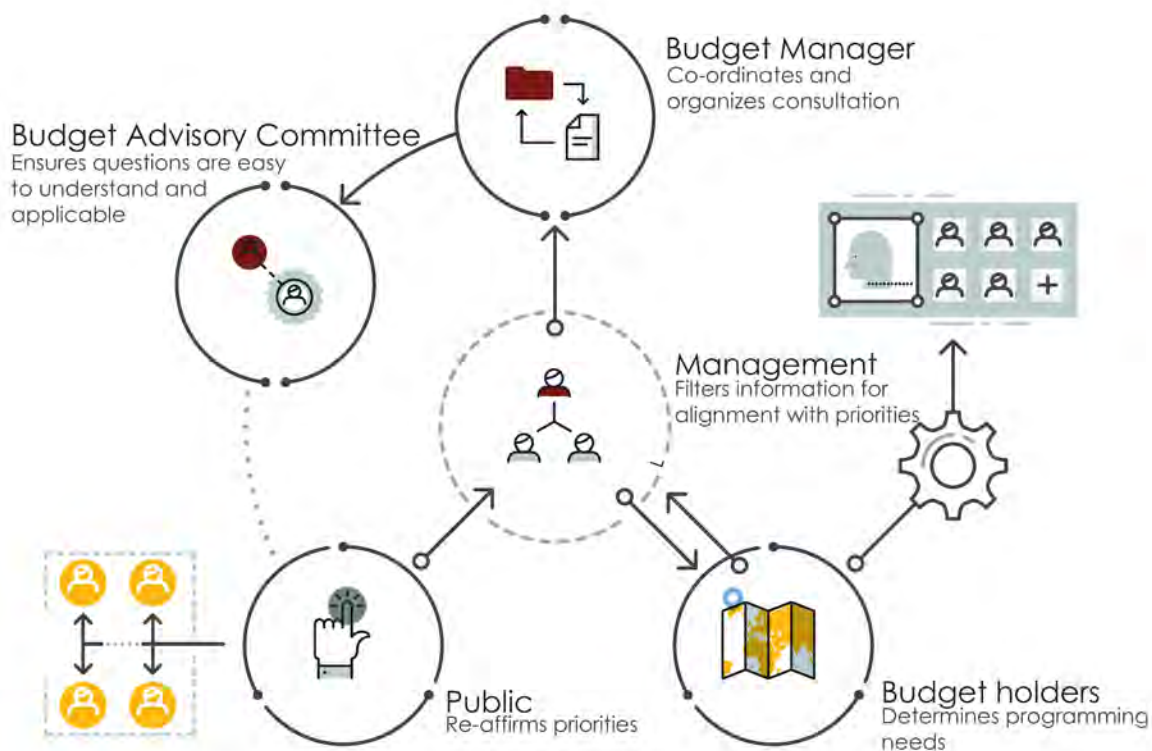 Budget Manager
Co-ordinates and
organizes consultation
Budget Advisory Committee
Ensures questions are easy
to understand and
applicable
Management
Filters information for
alignment with priorities
Public
Re-affirms priorities
Budget holders
Determines programming
needs